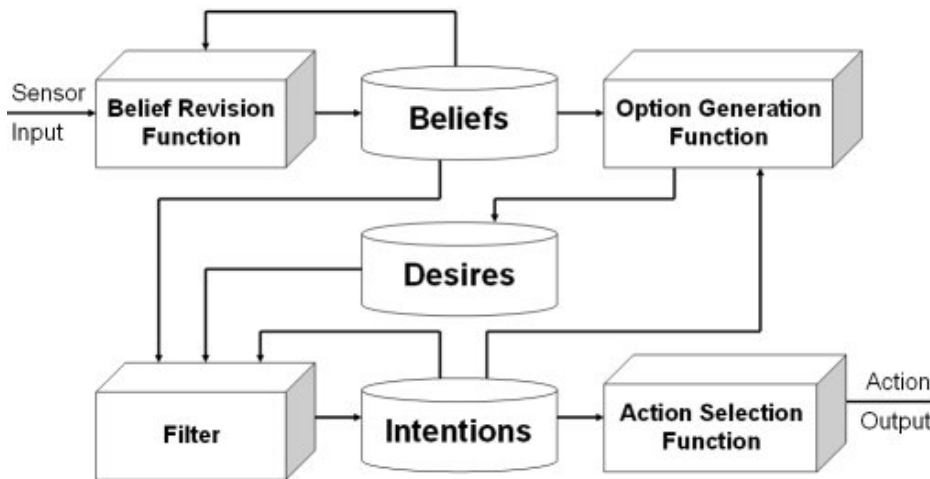 Sensor
Input
Belief Revision
Function
Beliefs
Option Generation
Function
Desires
Filter
Intentions
Action Selection
Function
Action
Output